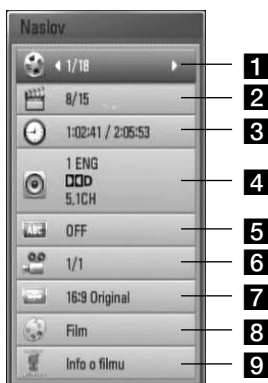 Naslov
1/18
1
8/15
2
1:02:41 / 2:05:53
3
1 ENG
DD D
5.1CH
4
ABC
OFF
5
1/1
6
16:9 Original
7
Film
8
Info o filmu
9